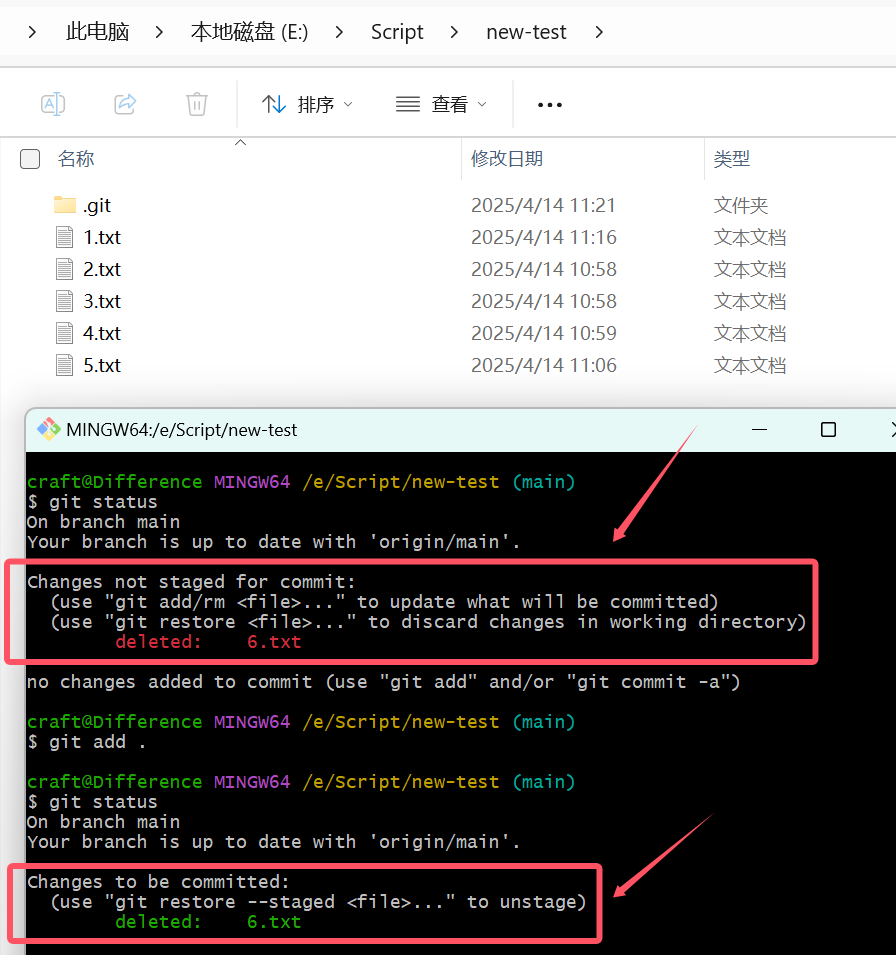 此电脑 本地磁盘 (E:) Script new-test
排序 查看
名称 修改日期 类型
.git 2025/4/14 11:21 文件夹
1.txt 2025/4/14 11:16 文本文档
2.txt 2025/4/14 10:58 文本文档
3.txt 2025/4/14 10:58 文本文档
4.txt 2025/4/14 10:59 文本文档
5.txt 2025/4/14 11:06 文本文档
MINGW64:/e/Script/new-test
craft@Difference MINGW64 /e/Script/new-test (main)
$ git status
On branch main
Your branch is up to date with 'origin/main'.
Changes not staged for commit:
(use "git add/rm <file>..." to update what will be committed)
(use "git restore <file>..." to discard changes in working directory)
deleted: 6.txt
no changes added to commit (use "git add" and/or "git commit -a")
craft@Difference MINGW64 /e/Script/new-test (main)
$ git add .
craft@Difference MINGW64 /e/Script/new-test (main)
$ git status
On branch main
Your branch is up to date with 'origin/main'.
Changes to be committed:
(use "git restore --staged <file>..." to unstage)
deleted: 6.txt